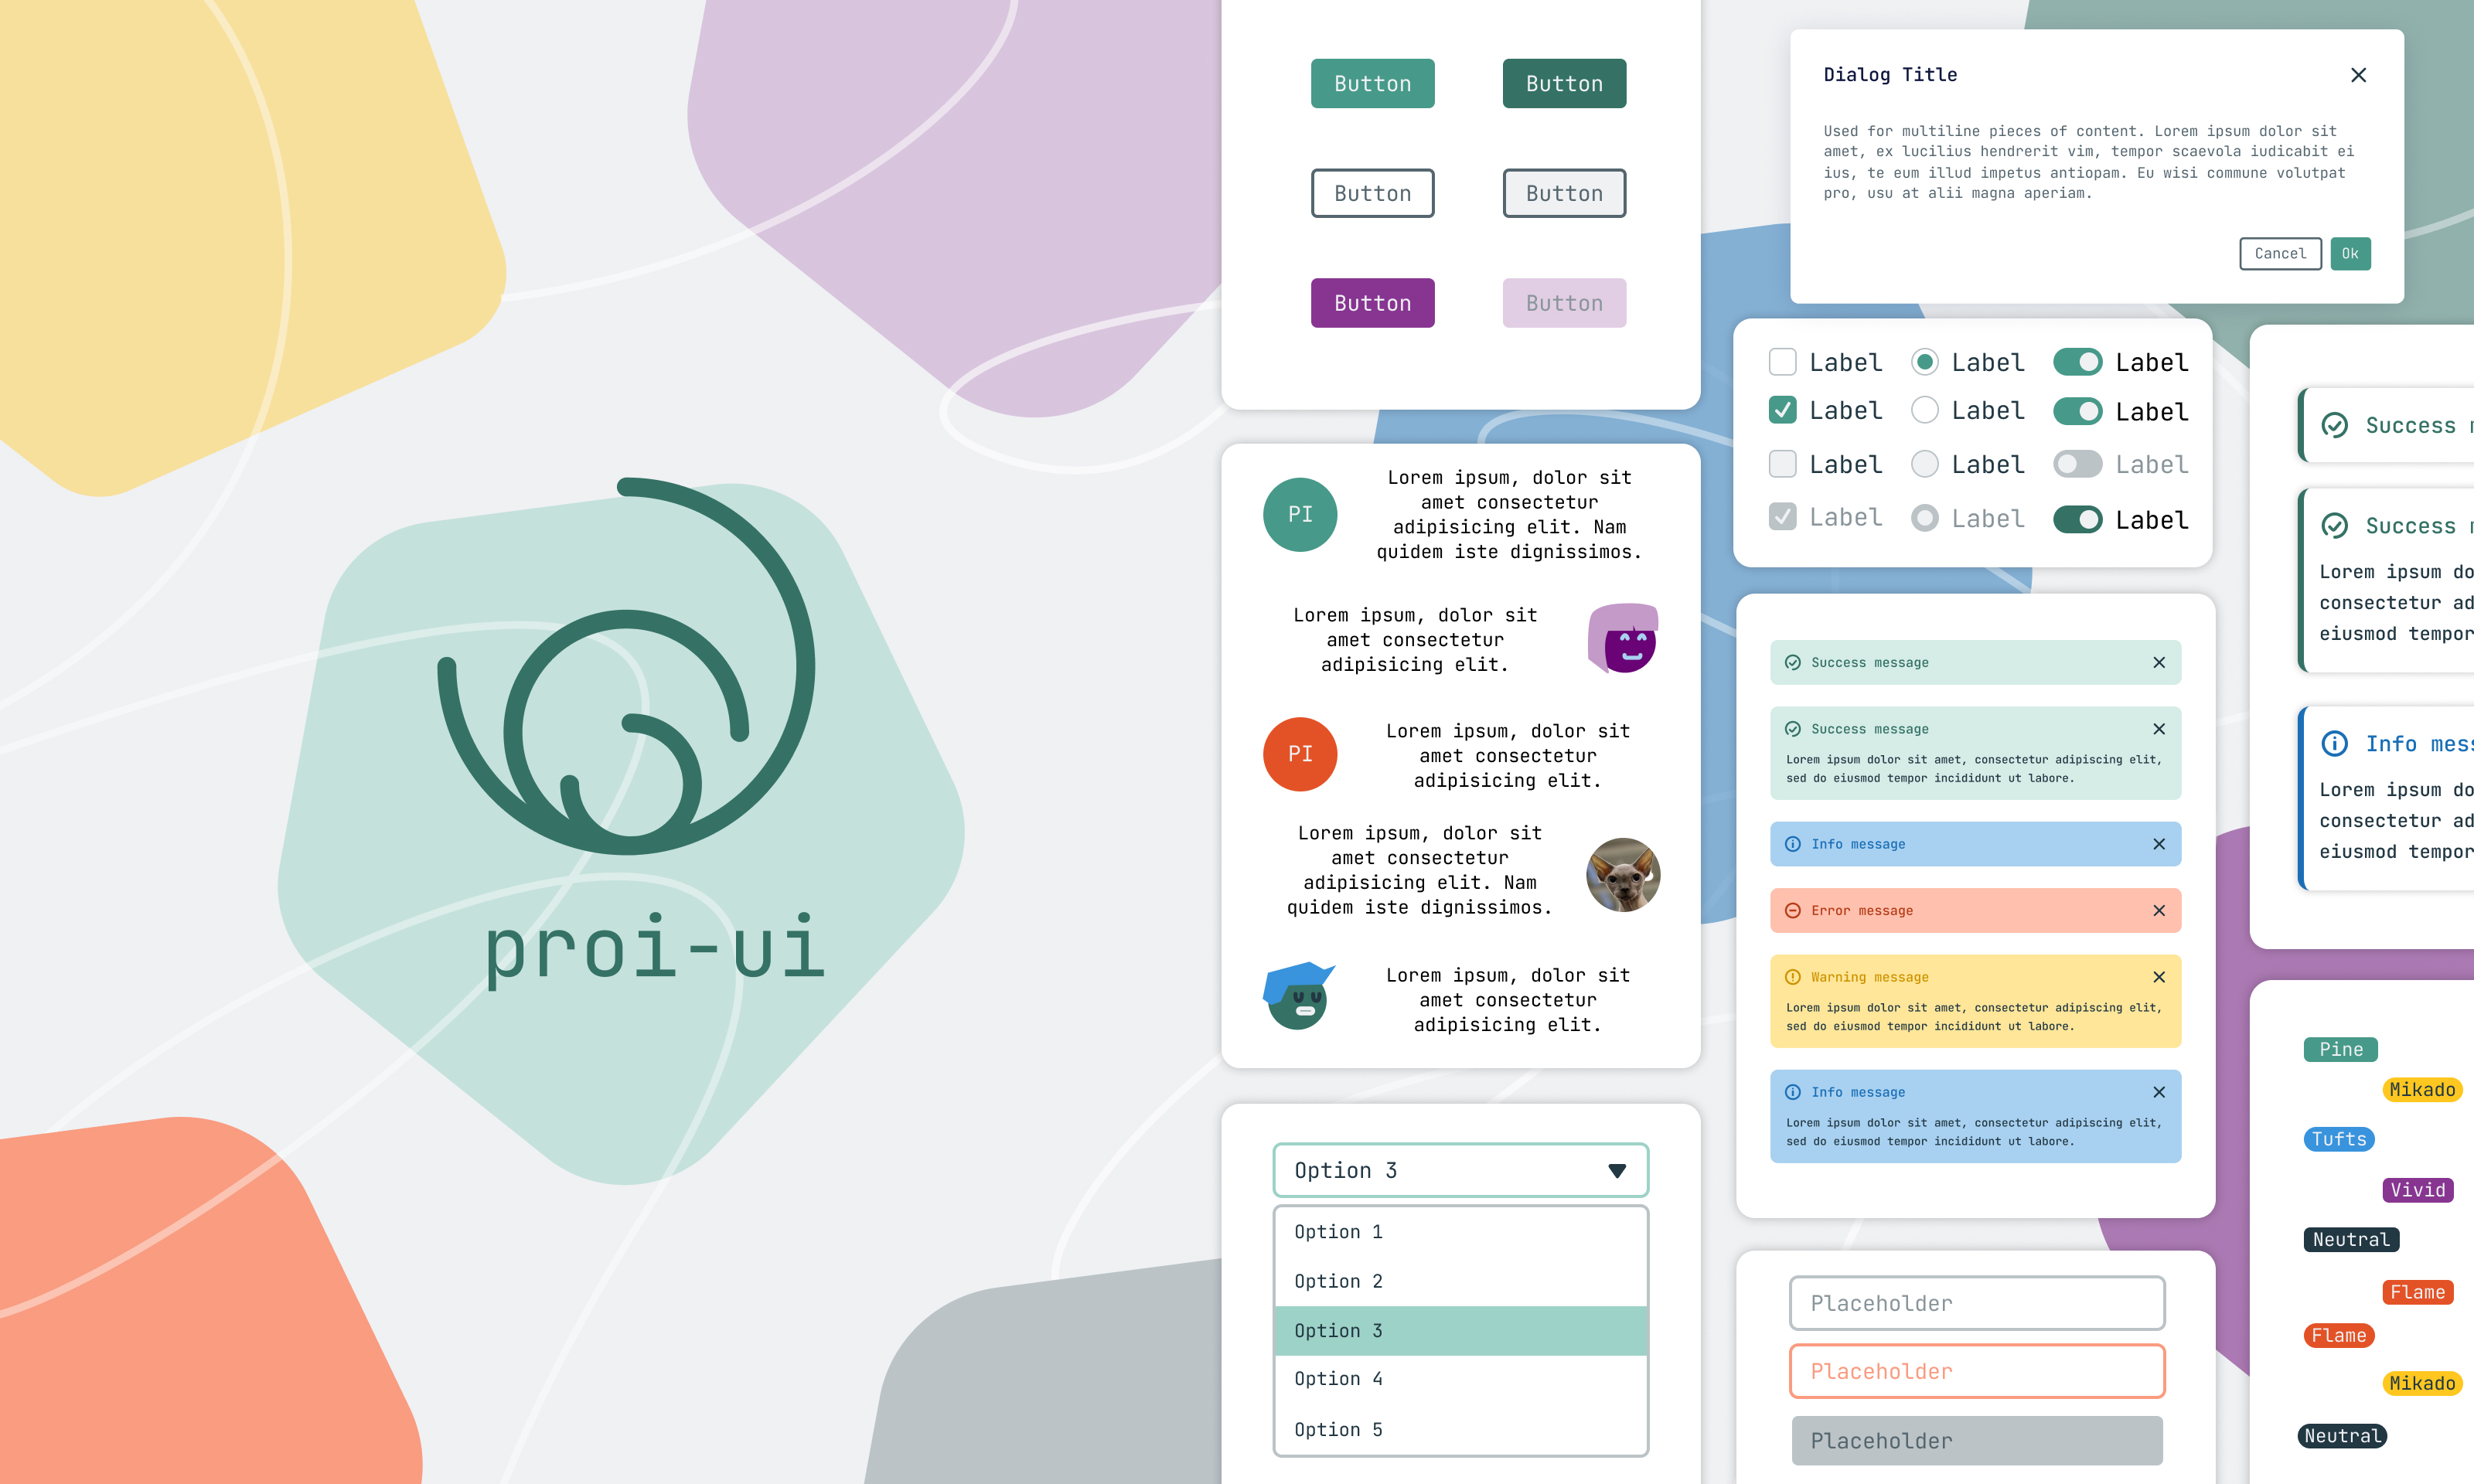 proi-ui
Button
Button
Button
Button
Button
Button
PI
Lorem ipsum, dolor sit
amet consectetur
adipisicing elit. Nam
quidem iste dignissimos.
Lorem ipsum, dolor sit
amet consectetur
adipisicing elit.
PI
Lorem ipsum, dolor sit
amet consectetur
adipisicing elit.
Lorem ipsum, dolor sit
amet consectetur
adipisicing elit. Nam
quidem iste dignissimos.
Lorem ipsum, dolor sit
amet consectetur
adipisicing elit.
Option 3
Option 1
Option 2
Option 3
Option 4
Option 5
Dialog Title
Used for multiline pieces of content. Lorem ipsum dolor sit
amet, ex lucilius hendrerit vim, tempor scaevola iudicabit ei
ius, te eum illud impetus antiopam. Eu wisi commune volutpat
pro, usu at alii magna aperiam.
Cancel
Ok
Label Label Label
Label Label Label
Label Label Label
Label Label Label
Success message
Success message
Lorem ipsum dolor sit amet, consectetur adipiscing elit,
sed do eiusmod tempor incididunt ut labore.
Info message
Error message
Warning message
Lorem ipsum dolor sit amet, consectetur adipiscing elit,
sed do eiusmod tempor incididunt ut labore.
Info message
Lorem ipsum dolor sit amet, consectetur adipiscing elit,
sed do eiusmod tempor incididunt ut labore.
Placeholder
Placeholder
Placeholder
Success
Success
Lorem ipsum do
consectetur ad
eiusmod tempor
Info mess
Lorem ipsum do
consectetur ad
eiusmod tempor
Pine
Mikado
Tufts
Vivid
Neutral
Flame
Flame
Mikado
Neutral